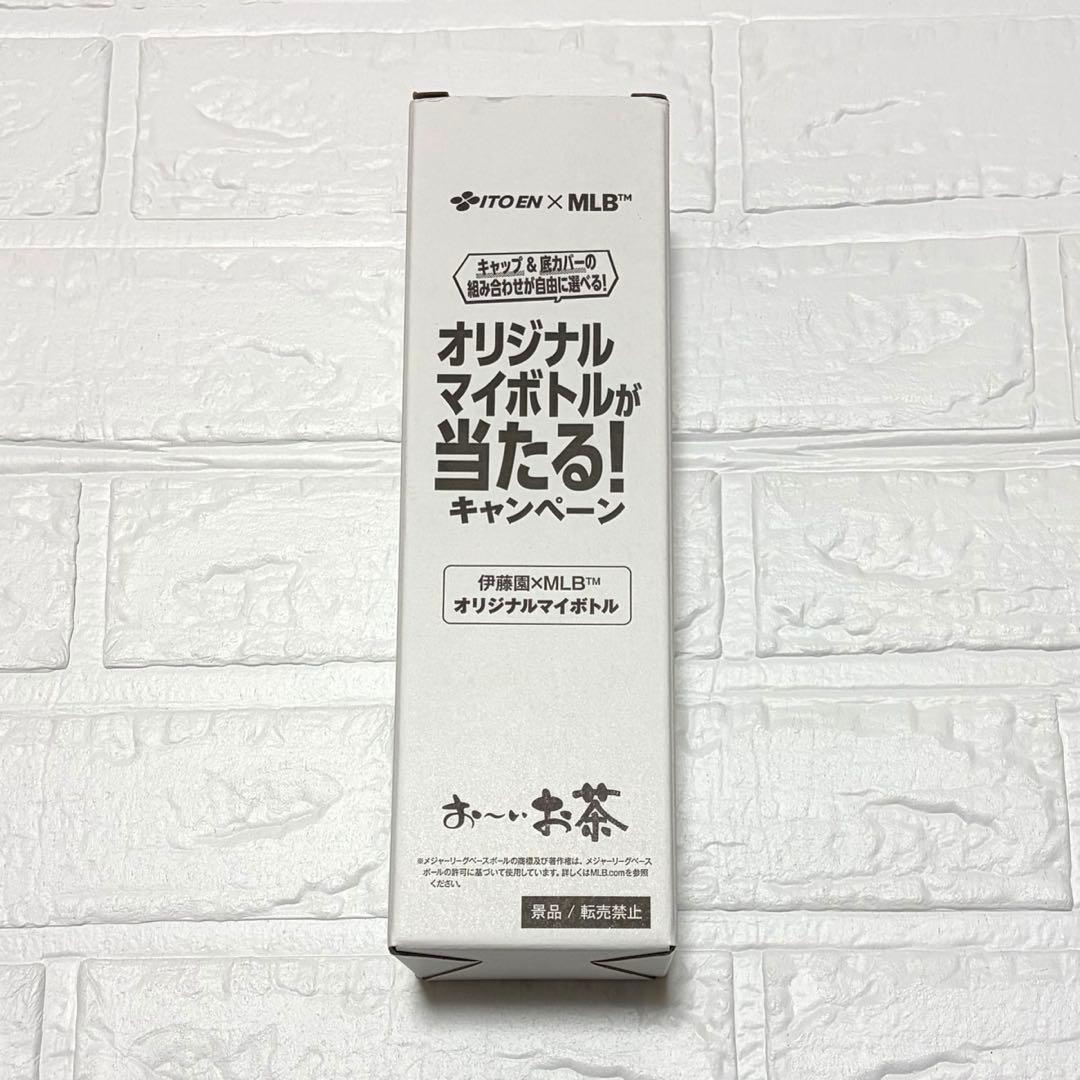 ITO EN × MLB™
キャップ & 底カバーの
組み合わせが自由に選べる!
オリジナル
マイボトルが
当たる!
キャンペーン
伊藤園×MLB™
オリジナルマイボトル
お~いお茶
※メジャーリーグベースボールの商標及び著作権は、メジャーリーグベース
ボールの許可に基づいて使用しています。詳しくはMLB.comを参照
ください。
景品 / 転売禁止